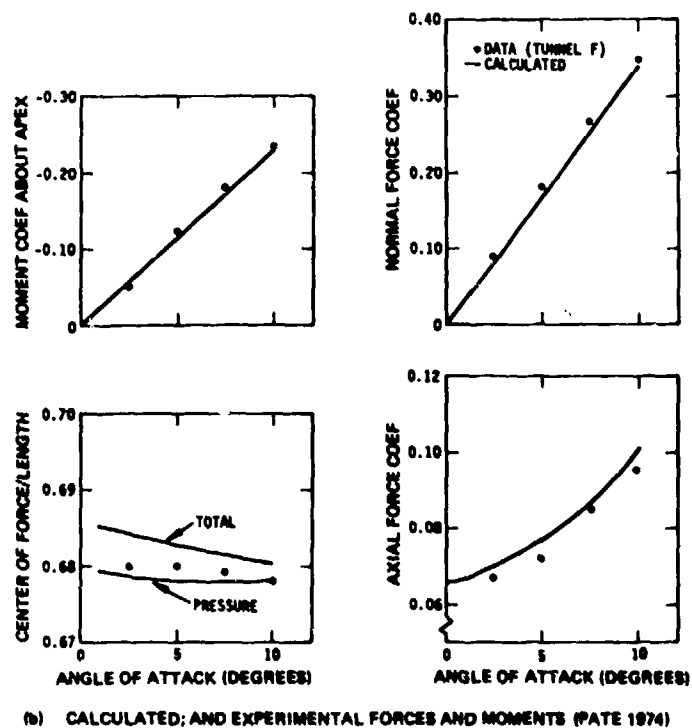 MOMENT COEF ABOUT APEX
-0.30
-0.20
-0.10
0
NORMAL FORCE COEF
0.40
0.30
0.20
0.10
0
• DATA (TUNNEL F)
— CALCULATED
CENTER OF FORCE/LENGTH
0.70
0.69
0.68
0.67
TOTAL
PRESSURE
0 5 10
ANGLE OF ATTACK (DEGREES)
AXIAL FORCE COEF
0.12
0.10
0.08
0.06
0 5 10
ANGLE OF ATTACK (DEGREES)
(b) CALCULATED; AND EXPERIMENTAL FORCES AND MOMENTS (PATE 1974)